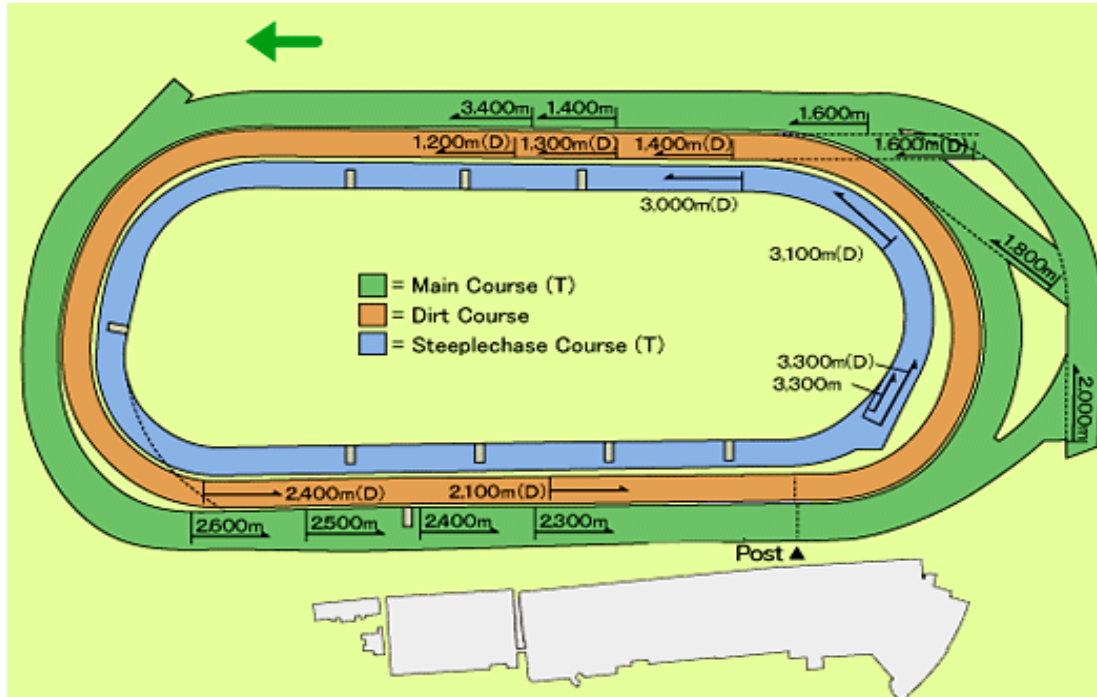 3.400m
1.400m
1.600m
1.200m(D)
1.300m(D)
1.400m(D)
1.600m(D)
3.000m(D)
3,100m(D)
1.800m
= Main Course (T)
= Dirt Course
= Steeplechase Course (T)
3.300m(D)
3.300m
2.000m
2.400m(D)
2.100m(D)
2.600m
2.500m
2.400m
2.300m
Post ▲